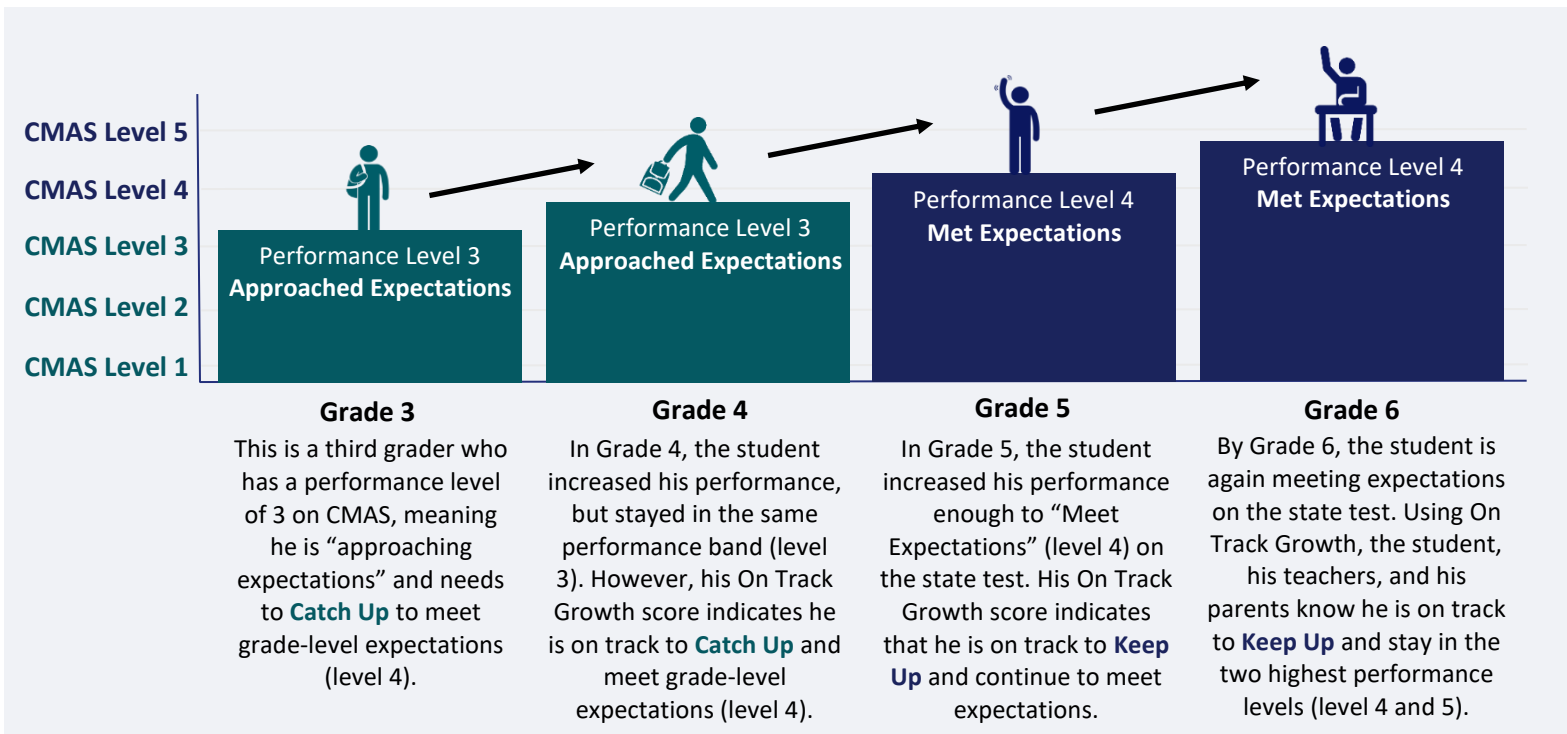 CMAS Level 5
CMAS Level 4
CMAS Level 3
CMAS Level 2
CMAS Level 1
Performance Level 3
Approached Expectations
Performance Level 3
Approached Expectations
Performance Level 4
Met Expectations
Performance Level 4
Met Expectations
Grade 3
This is a third grader who
has a performance level
of 3 on CMAS, meaning
he is “approaching
expectations” and needs
to Catch Up to meet
grade-level expectations
(level 4).
Grade 4
In Grade 4, the student
increased his performance,
but stayed in the same
performance band (level
3). However, his On Track
Growth score indicates he
is on track to Catch Up and
meet grade-level
expectations (level 4).
Grade 5
In Grade 5, the student
increased his performance
enough to “Meet
Expectations” (level 4) on
the state test. His On Track
Growth score indicates
that he is on track to Keep
Up and continue to meet
expectations.
Grade 6
By Grade 6, the student is
again meeting expectations
on the state test. Using On
Track Growth, the student,
his teachers, and his
parents know he is on track
to Keep Up and stay in the
two highest performance
levels (level 4 and 5).